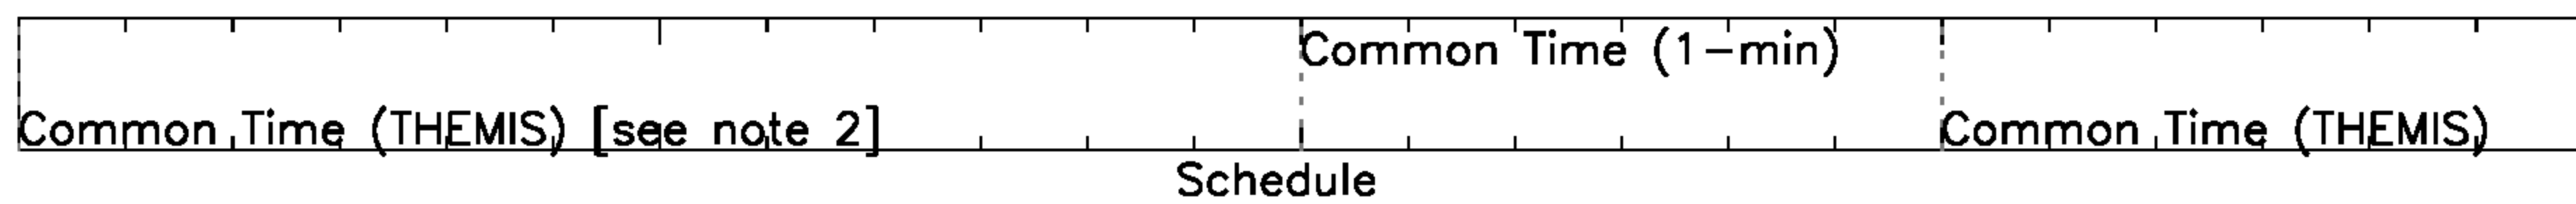 Common Time (1-min)
Common Time (THEMIS) [see note 2]
Common Time (THEMIS)
Schedule